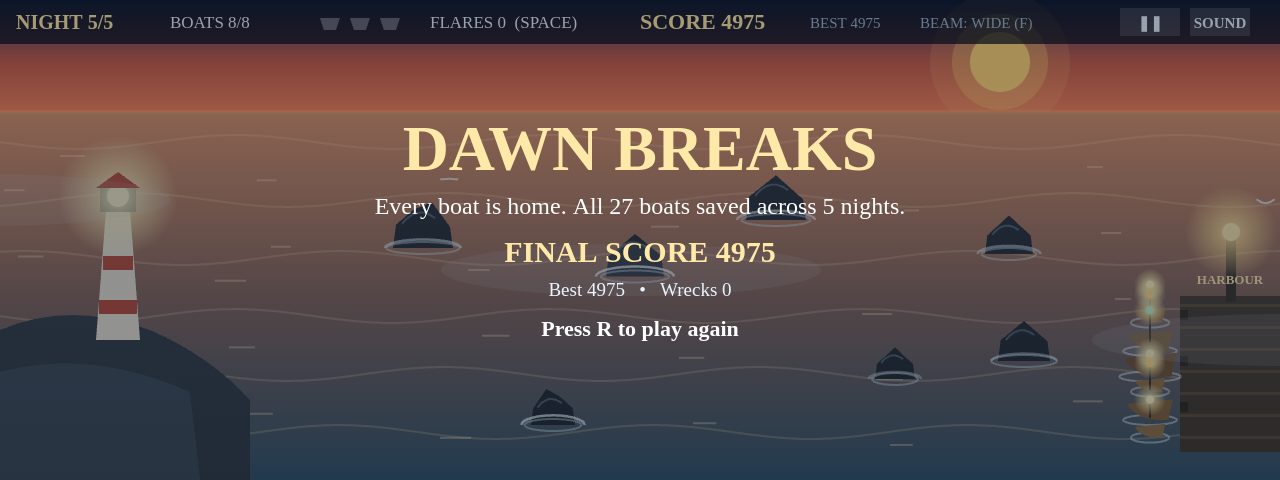 NIGHT 5/5 BOATS 8/8 FLARES 0 (SPACE) SCORE 4975 BEST 4975 BEAM: WIDE (F) ❚❚ SOUND
DAWN BREAKS
Every boat is home. All 27 boats saved across 5 nights.
FINAL SCORE 4975
Best 4975 • Wrecks 0
HARBOUR
Press R to play again